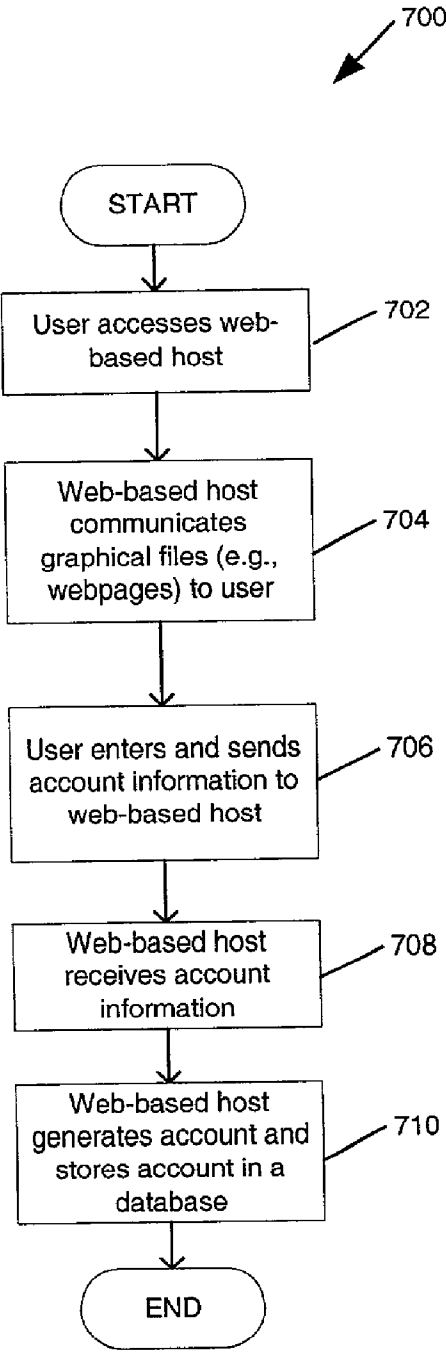 700
START
User accesses web-
based host
702
Web-based host
communicates
graphical files (e.g.,
webpages) to user
704
User enters and sends
account information to
web-based host
706
Web-based host
receives account
information
708
Web-based host
generates account and
stores account in a
database
710
END